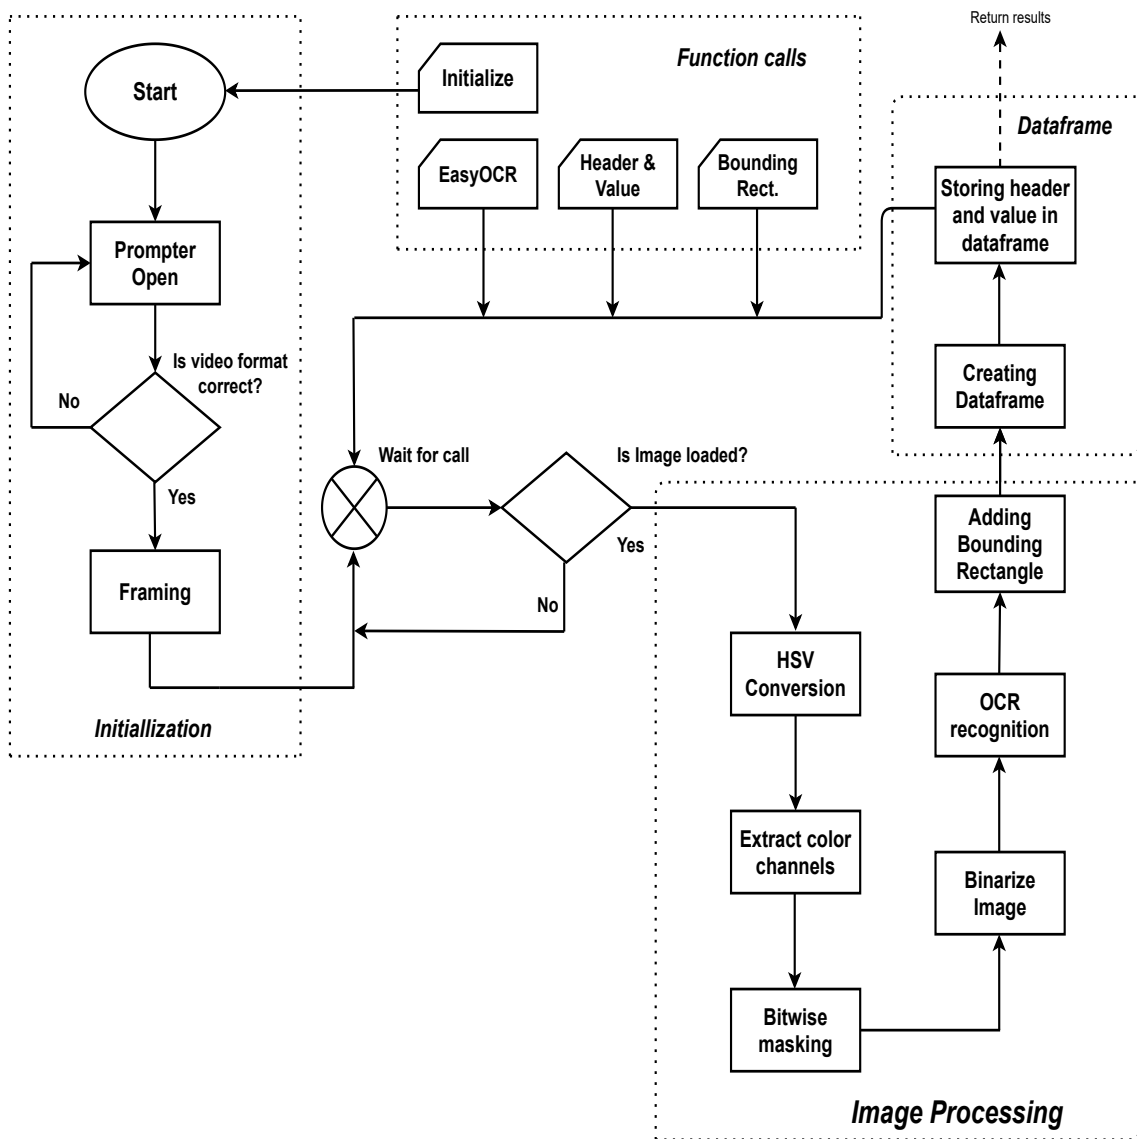 Return results
Function calls
Initialize
Start
Dataframe
EasyOCR
Header &
Value
Bounding
Rect.
Storing header
and value in
dataframe
Prompter
Open
Is video format
correct?
No
Yes
Creating
Dataframe
Wait for call
Is Image loaded?
Yes
No
Framing
Initiallization
Adding
Bounding
Rectangle
HSV
Conversion
OCR
recognition
Extract color
channels
Binarize
Image
Bitwise
masking
Image Processing